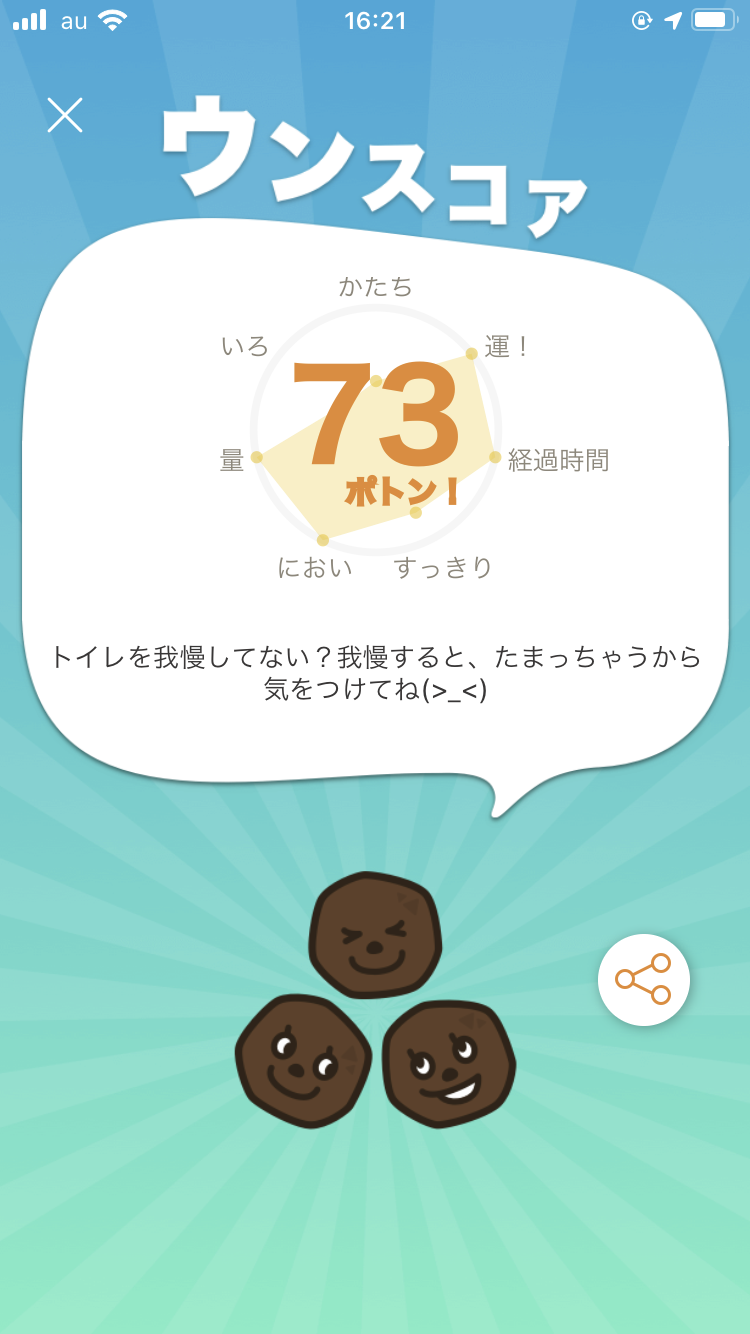 au
16:21
ウンスコア
かたち
いろ
運！
73
量
経過時間
ポトン！
におい
すっきり
トイレを我慢してない？我慢すると、たまっちゃうから
気をつけてね(>_<)